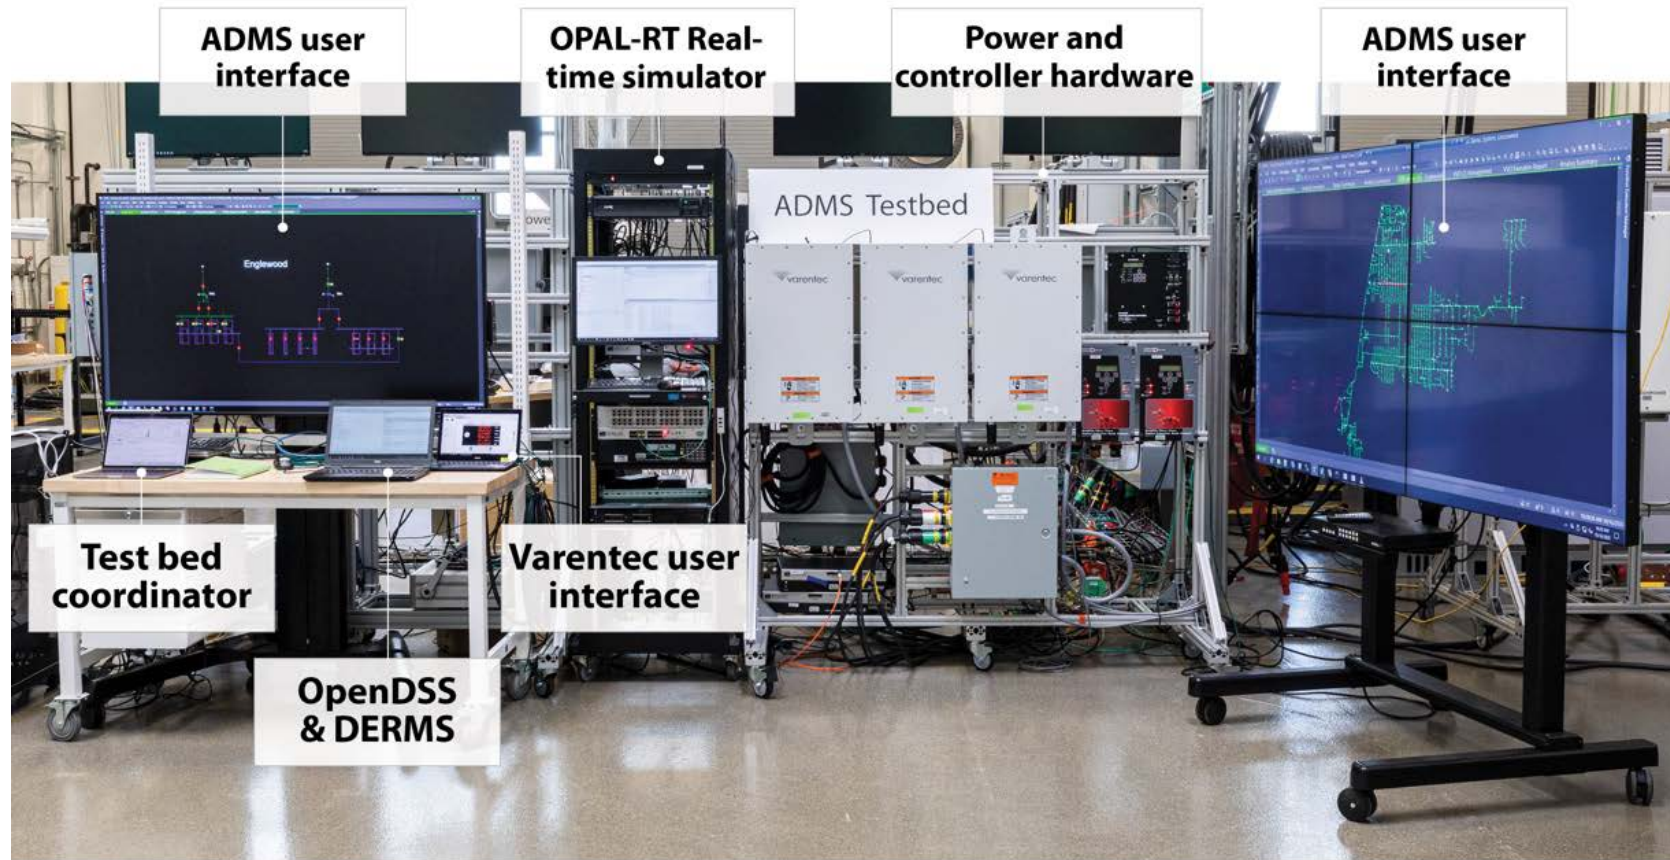 ADMS user
interface
OPAL-RT Real-
time simulator
Power and
controller hardware
ADMS user
interface
ADMS Testbed
Englewood
varentec
varentec
varentec
Test bed
coordinator
Varentec user
interface
OpenDSS
& DERMS